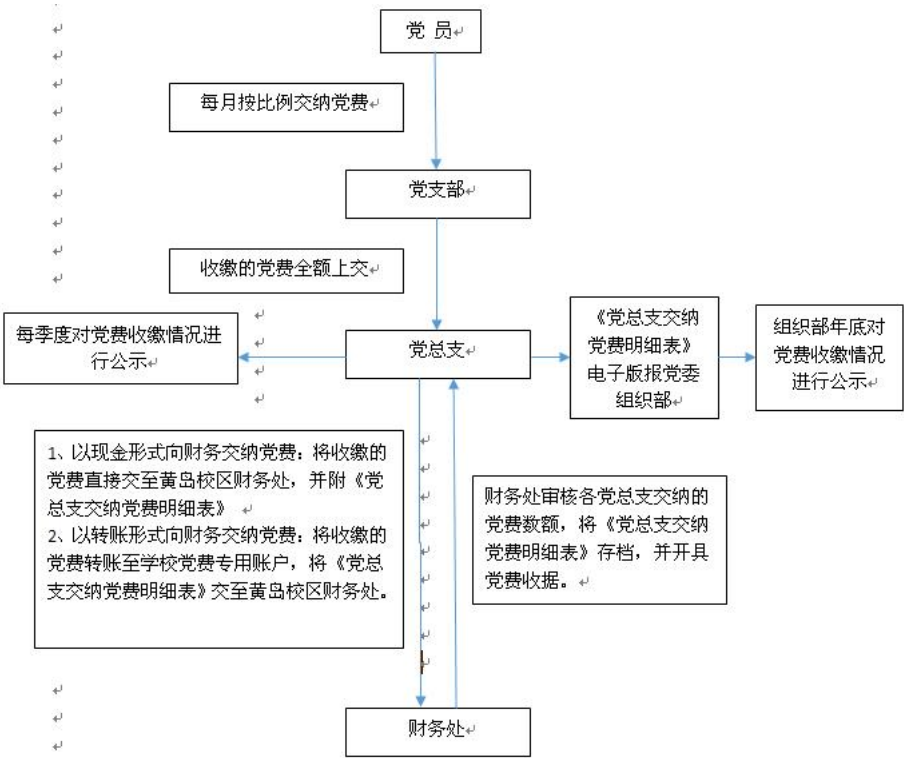 党 员
每月按比例交纳党费
党支部
收缴的党费全额上交
每季度对党费收缴情况进
行公示
党总支
《党总支交纳
党费明细表》
电子版报党委
组织部
组织部年底对
党费收缴情况
进行公示
1、以现金形式向财务交纳党费：将收缴的
党费直接交至黄岛校区财务处，并附《党
总支交纳党费明细表》
2、以转账形式向财务交纳党费：将收缴的
党费转账至学校党费专用账户，将《党总
支交纳党费明细表》交至黄岛校区财务处。
财务处审核各党总支交纳的
党费数额，将《党总支交纳
党费明细表》存档，并开具
党费收据。
财务处